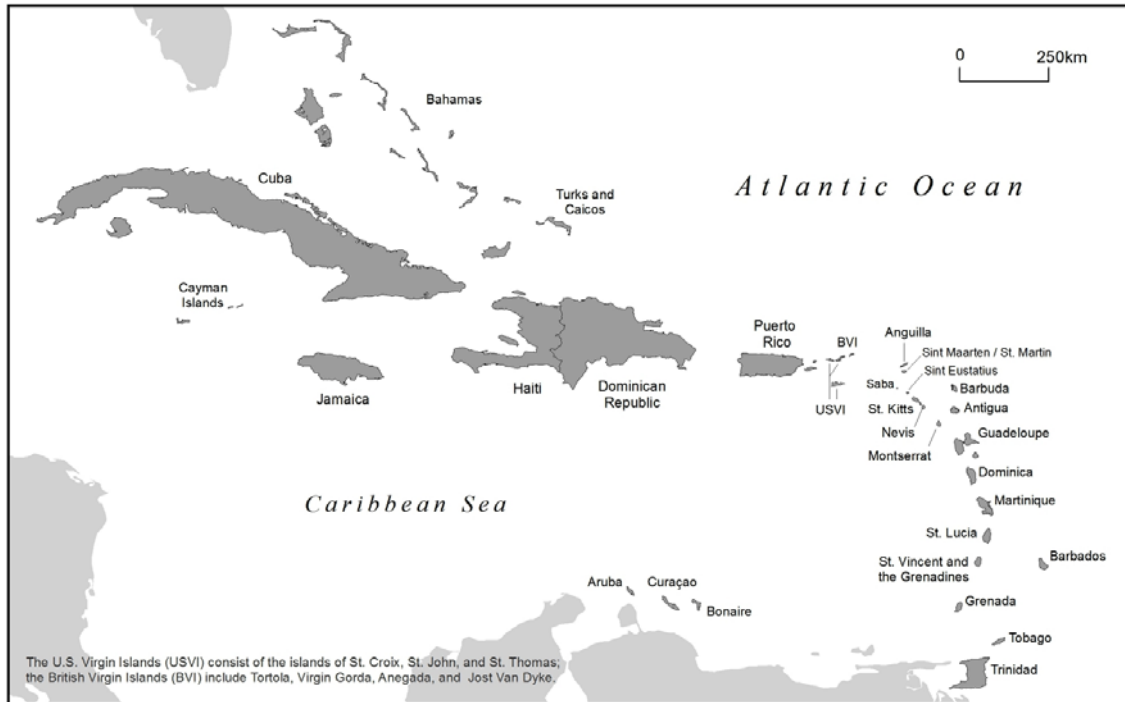 0 250km
Bahamas
Atlantic Ocean
Cuba
Turks and
Caicos
Cayman
Islands
Jamaica
Haiti
Dominican
Republic
Puerto
Rico
BVI
USVI
Anguilla
Sint Maarten / St. Martin
Sint Eustatius
Saba
Barbuda
St. Kitts
Antigua
Nevis
Guadeloupe
Montserrat
Dominica
Caribbean Sea
Martinique
St. Lucia
St. Vincent and
the Grenadines
Barbados
Aruba
Curaçao
Bonaire
Grenada
Tobago
Trinidad
The U.S. Virgin Islands (USVI) consist of the islands of St. Croix, St. John, and St. Thomas;
the British Virgin Islands (BVI) include Tortola, Virgin Gorda, Anegada, and Jost Van Dyke.